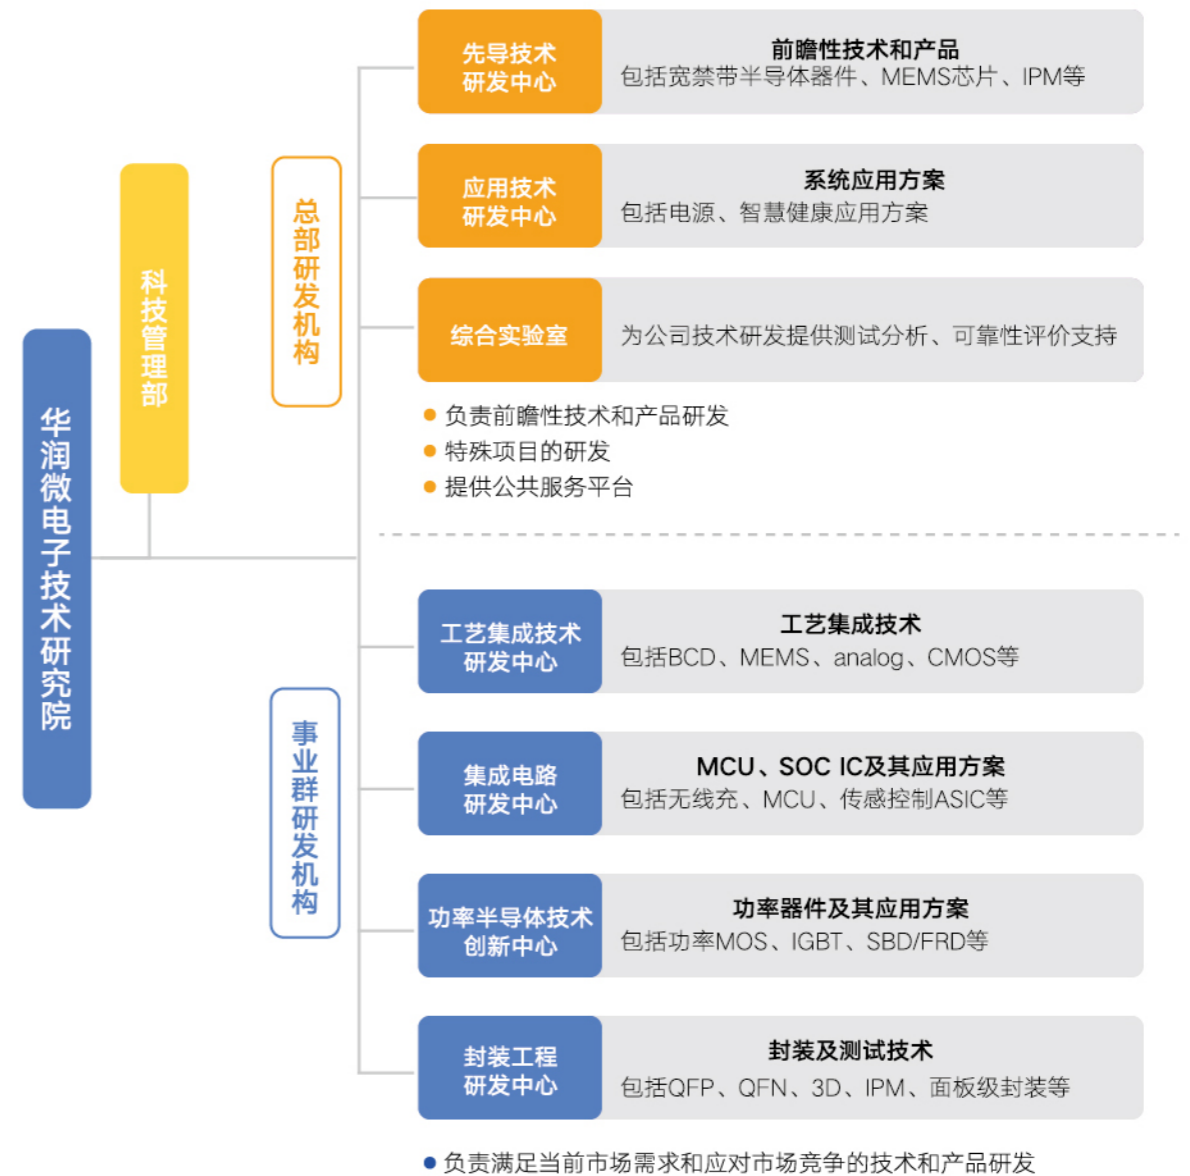 华润微电子技术研究院
科技管理部
总部研发机构
先导技术
研发中心
前瞻性技术和产品
包括宽禁带半导体器件、MEMS芯片、IPM等
应用技术
研发中心
系统应用方案
包括电源、智慧健康应用方案
综合实验室
为公司技术研发提供测试分析、可靠性评价支持
● 负责前瞻性技术和产品研发
● 特殊项目的研发
● 提供公共服务平台
事业群研发机构
工艺集成技术
研发中心
工艺集成技术
包括BCD、MEMS、analog、CMOS等
集成电路
研发中心
MCU、SOC IC及其应用方案
包括无线充、MCU、传感控制ASIC等
功率半导体技术
创新中心
功率器件及其应用方案
包括功率MOS、IGBT、SBD/FRD等
封装工程
研发中心
封装及测试技术
包括QFP、QFN、3D、IPM、面板级封装等
● 负责满足当前市场需求和应对市场竞争的技术和产品研发